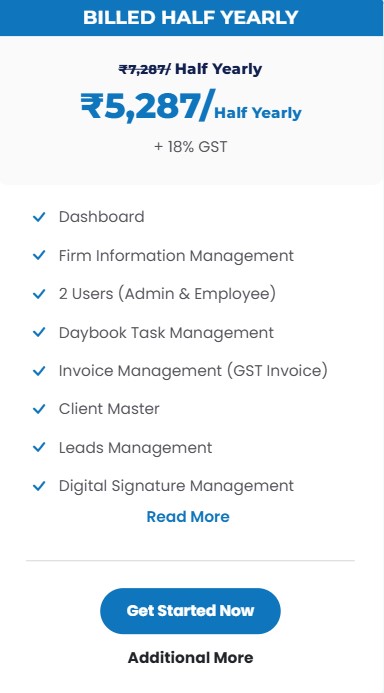 BILLED HALF YEARLY
₹7,287/ Half Yearly
₹5,287/Half Yearly
+ 18% GST
Dashboard
Firm Information Management
2 Users (Admin & Employee)
Daybook Task Management
Invoice Management (GST Invoice)
Client Master
Leads Management
Digital Signature Management
Read More
Get Started Now
Additional More